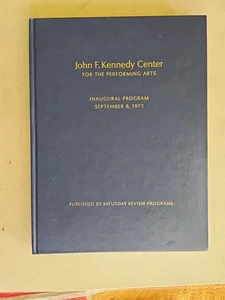 John F. Kennedy Center
FOR THE PERFORMING ARTS
INAUGURAL PROGRAM
SEPTEMBER 8, 1971
PUBLISHED BY SATURDAY REVIEW PROGRAMS